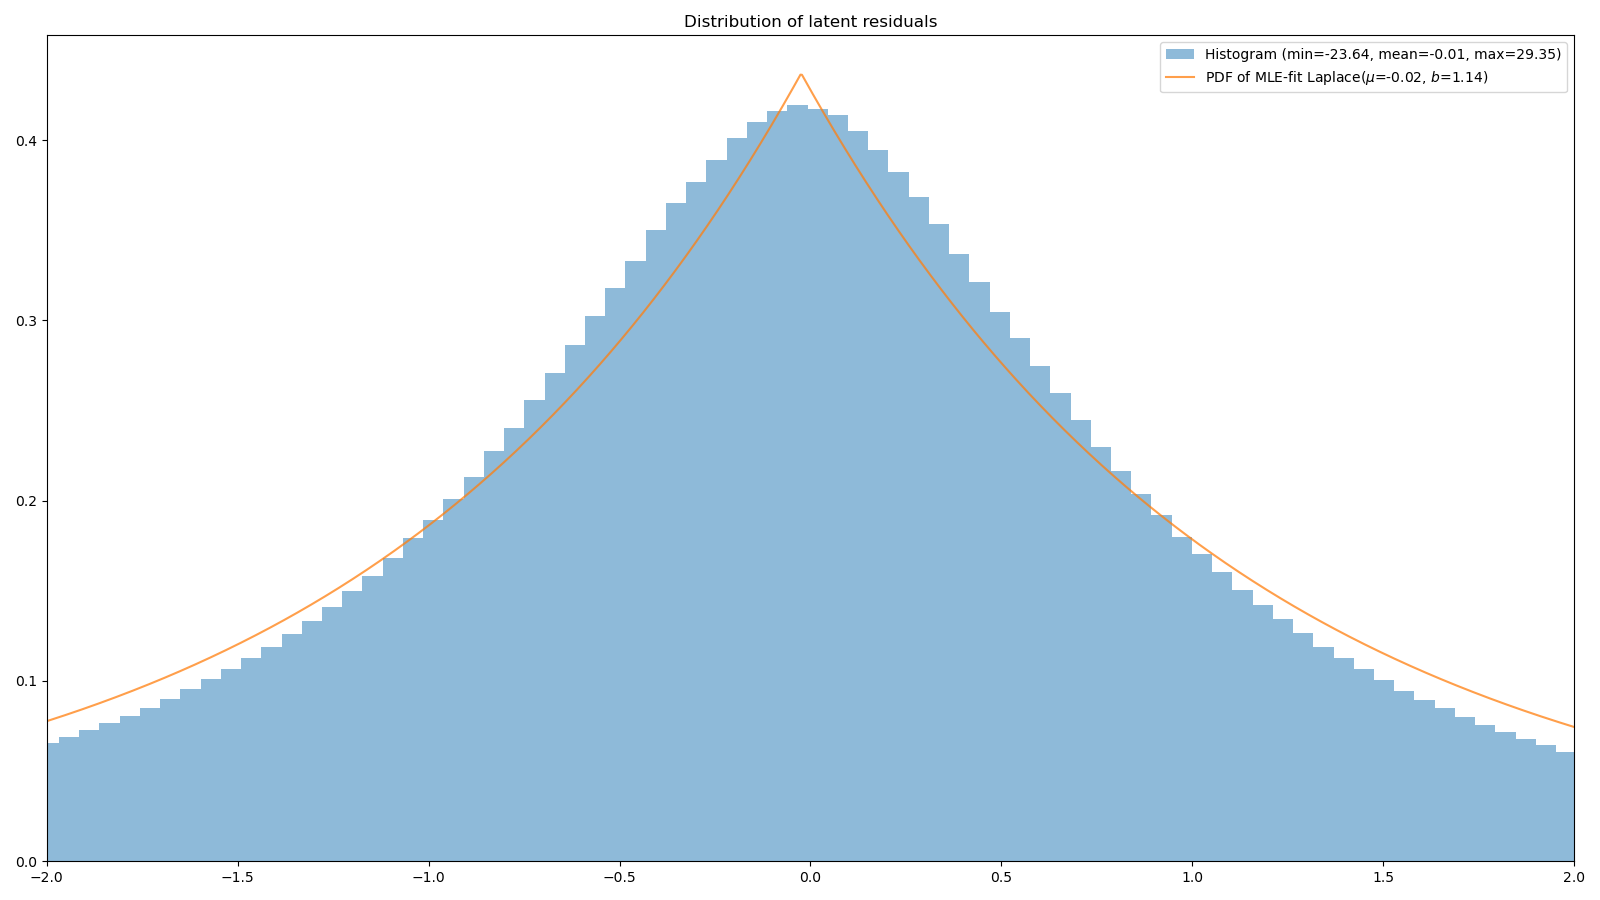 Distribution of latent residuals
Histogram (min=-23.64, mean=-0.01, max=29.35)
PDF of MLE-fit Laplace(μ=-0.02, b=1.14)
0.4
0.3
0.2
0.1
0.0
−2.0 −1.5 −1.0 −0.5 0.0 0.5 1.0 1.5 2.0